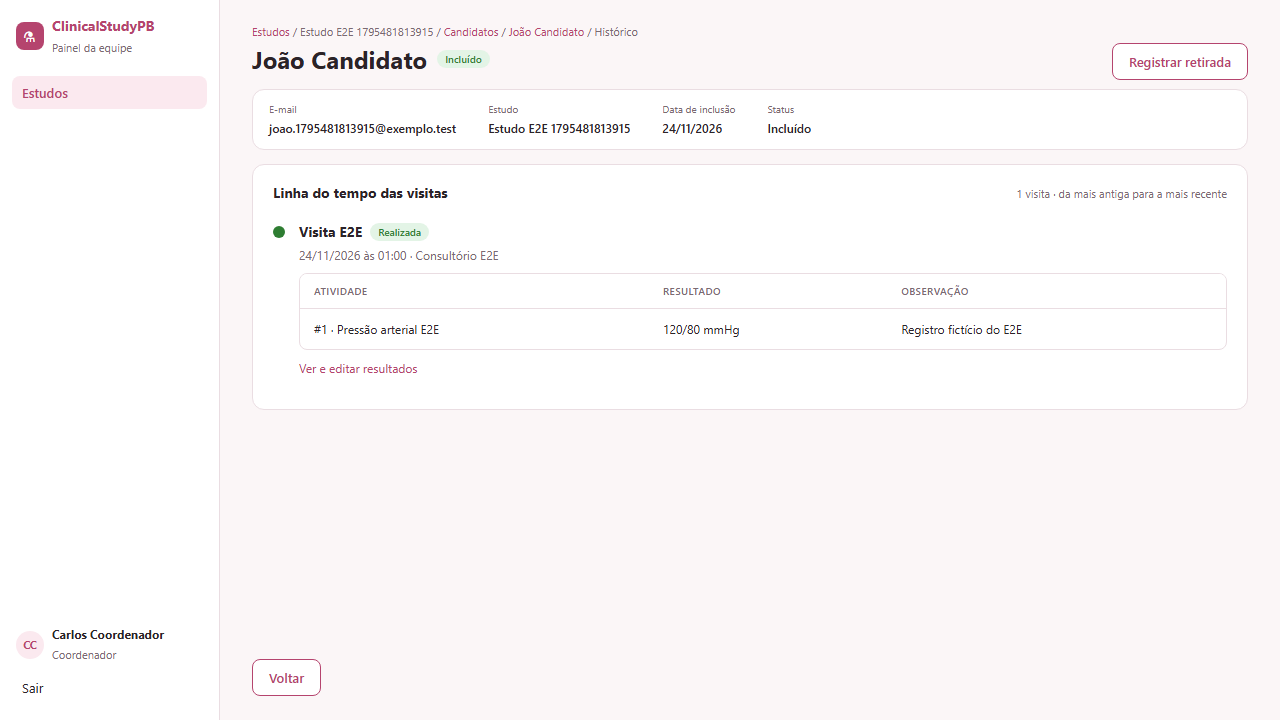 ClinicalStudyPB
Painel da equipe
Estudos
Carlos Coordenador
CC
Coordenador
Sair
Estudos / Estudo E2E 1795481813915 / Candidatos / João Candidato / Histórico
João Candidato Incluído
Registrar retirada
E-mail Estudo Data de inclusão Status
joao.1795481813915@exemplo.test Estudo E2E 1795481813915 24/11/2026 Incluído
Linha do tempo das visitas
1 visita · da mais antiga para a mais recente
Visita E2E Realizada
24/11/2026 às 01:00 · Consultório E2E
ATIVIDADE RESULTADO OBSERVAÇÃO
#1 · Pressão arterial E2E 120/80 mmHg Registro fictício do E2E
Ver e editar resultados
Voltar